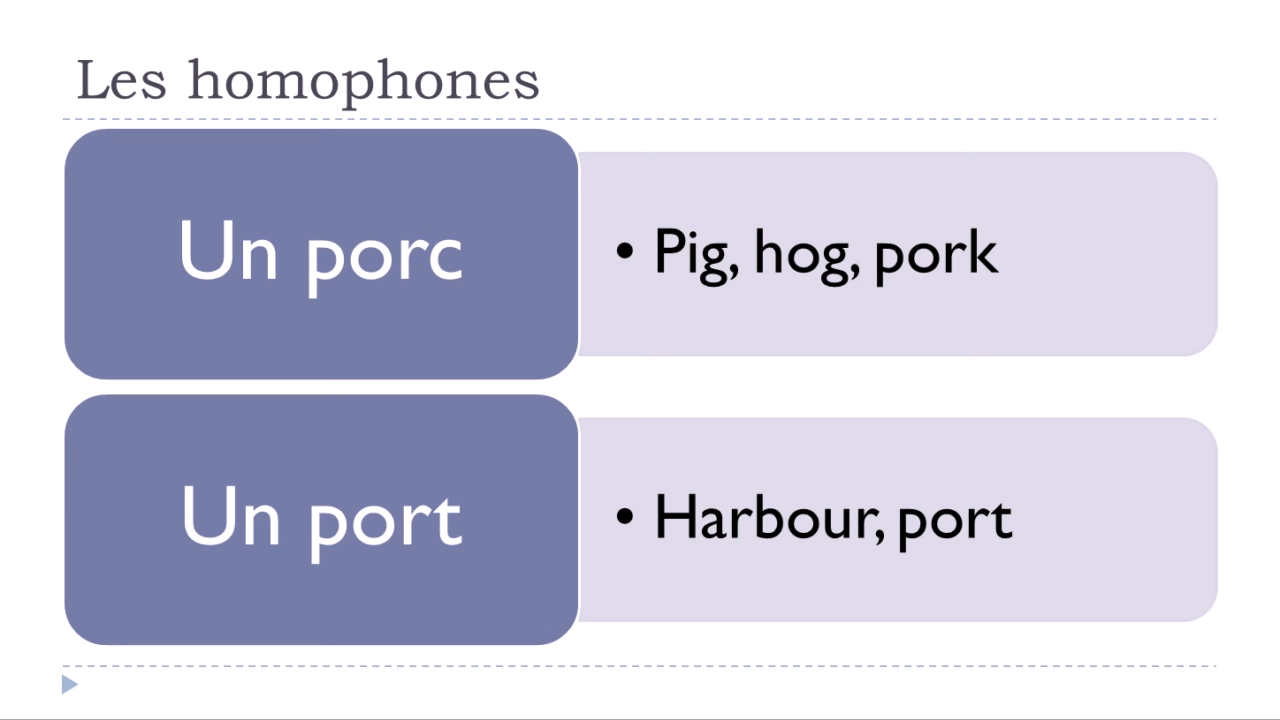 Les homophones
Un porc
• Pig, hog, pork
Un port
• Harbour, port